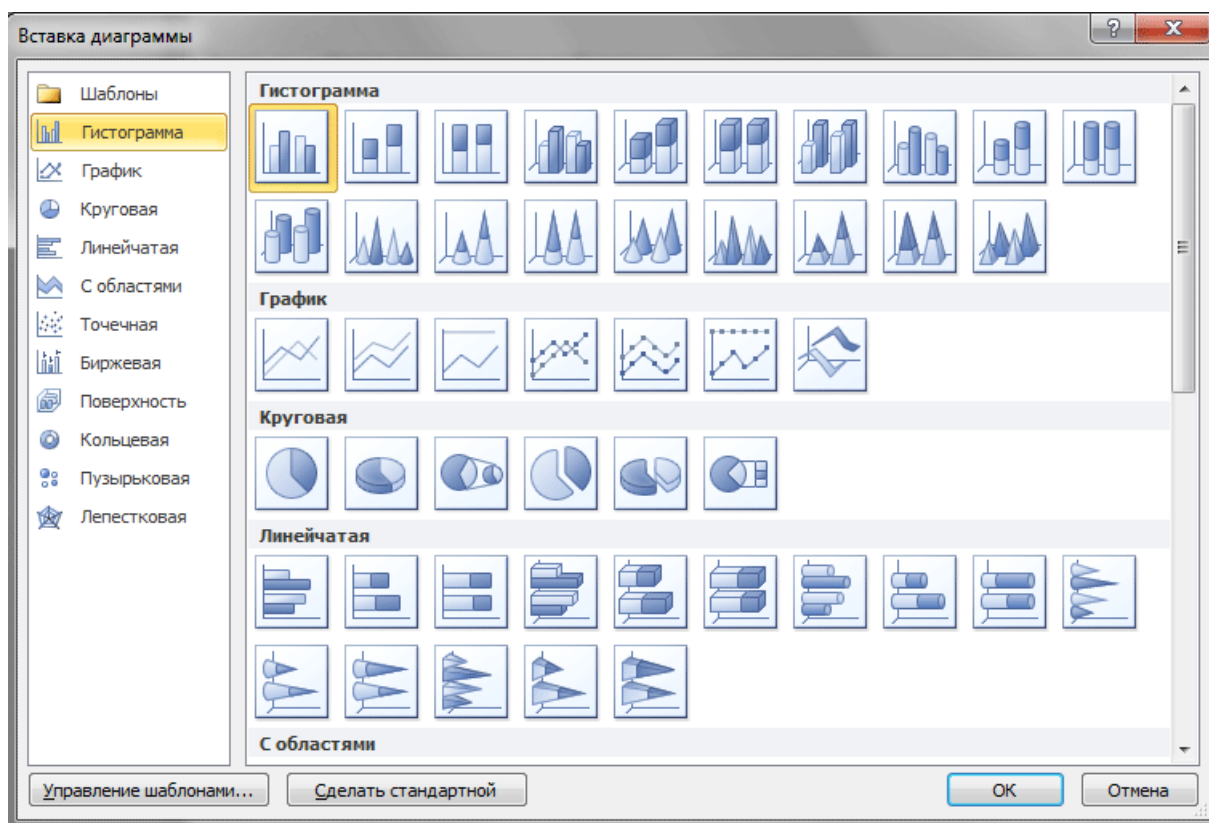 Вставка диаграммы
Шаблоны
Гистограмма
График
Круговая
Линейчатая
С областями
Точечная
Биржевая
Поверхность
Кольцевая
Пузырьковая
Лепестковая
Гистограмма
График
Круговая
Линейчатая
С областями
Управление шаблонами...
Сделать стандартной
ОК
Отмена